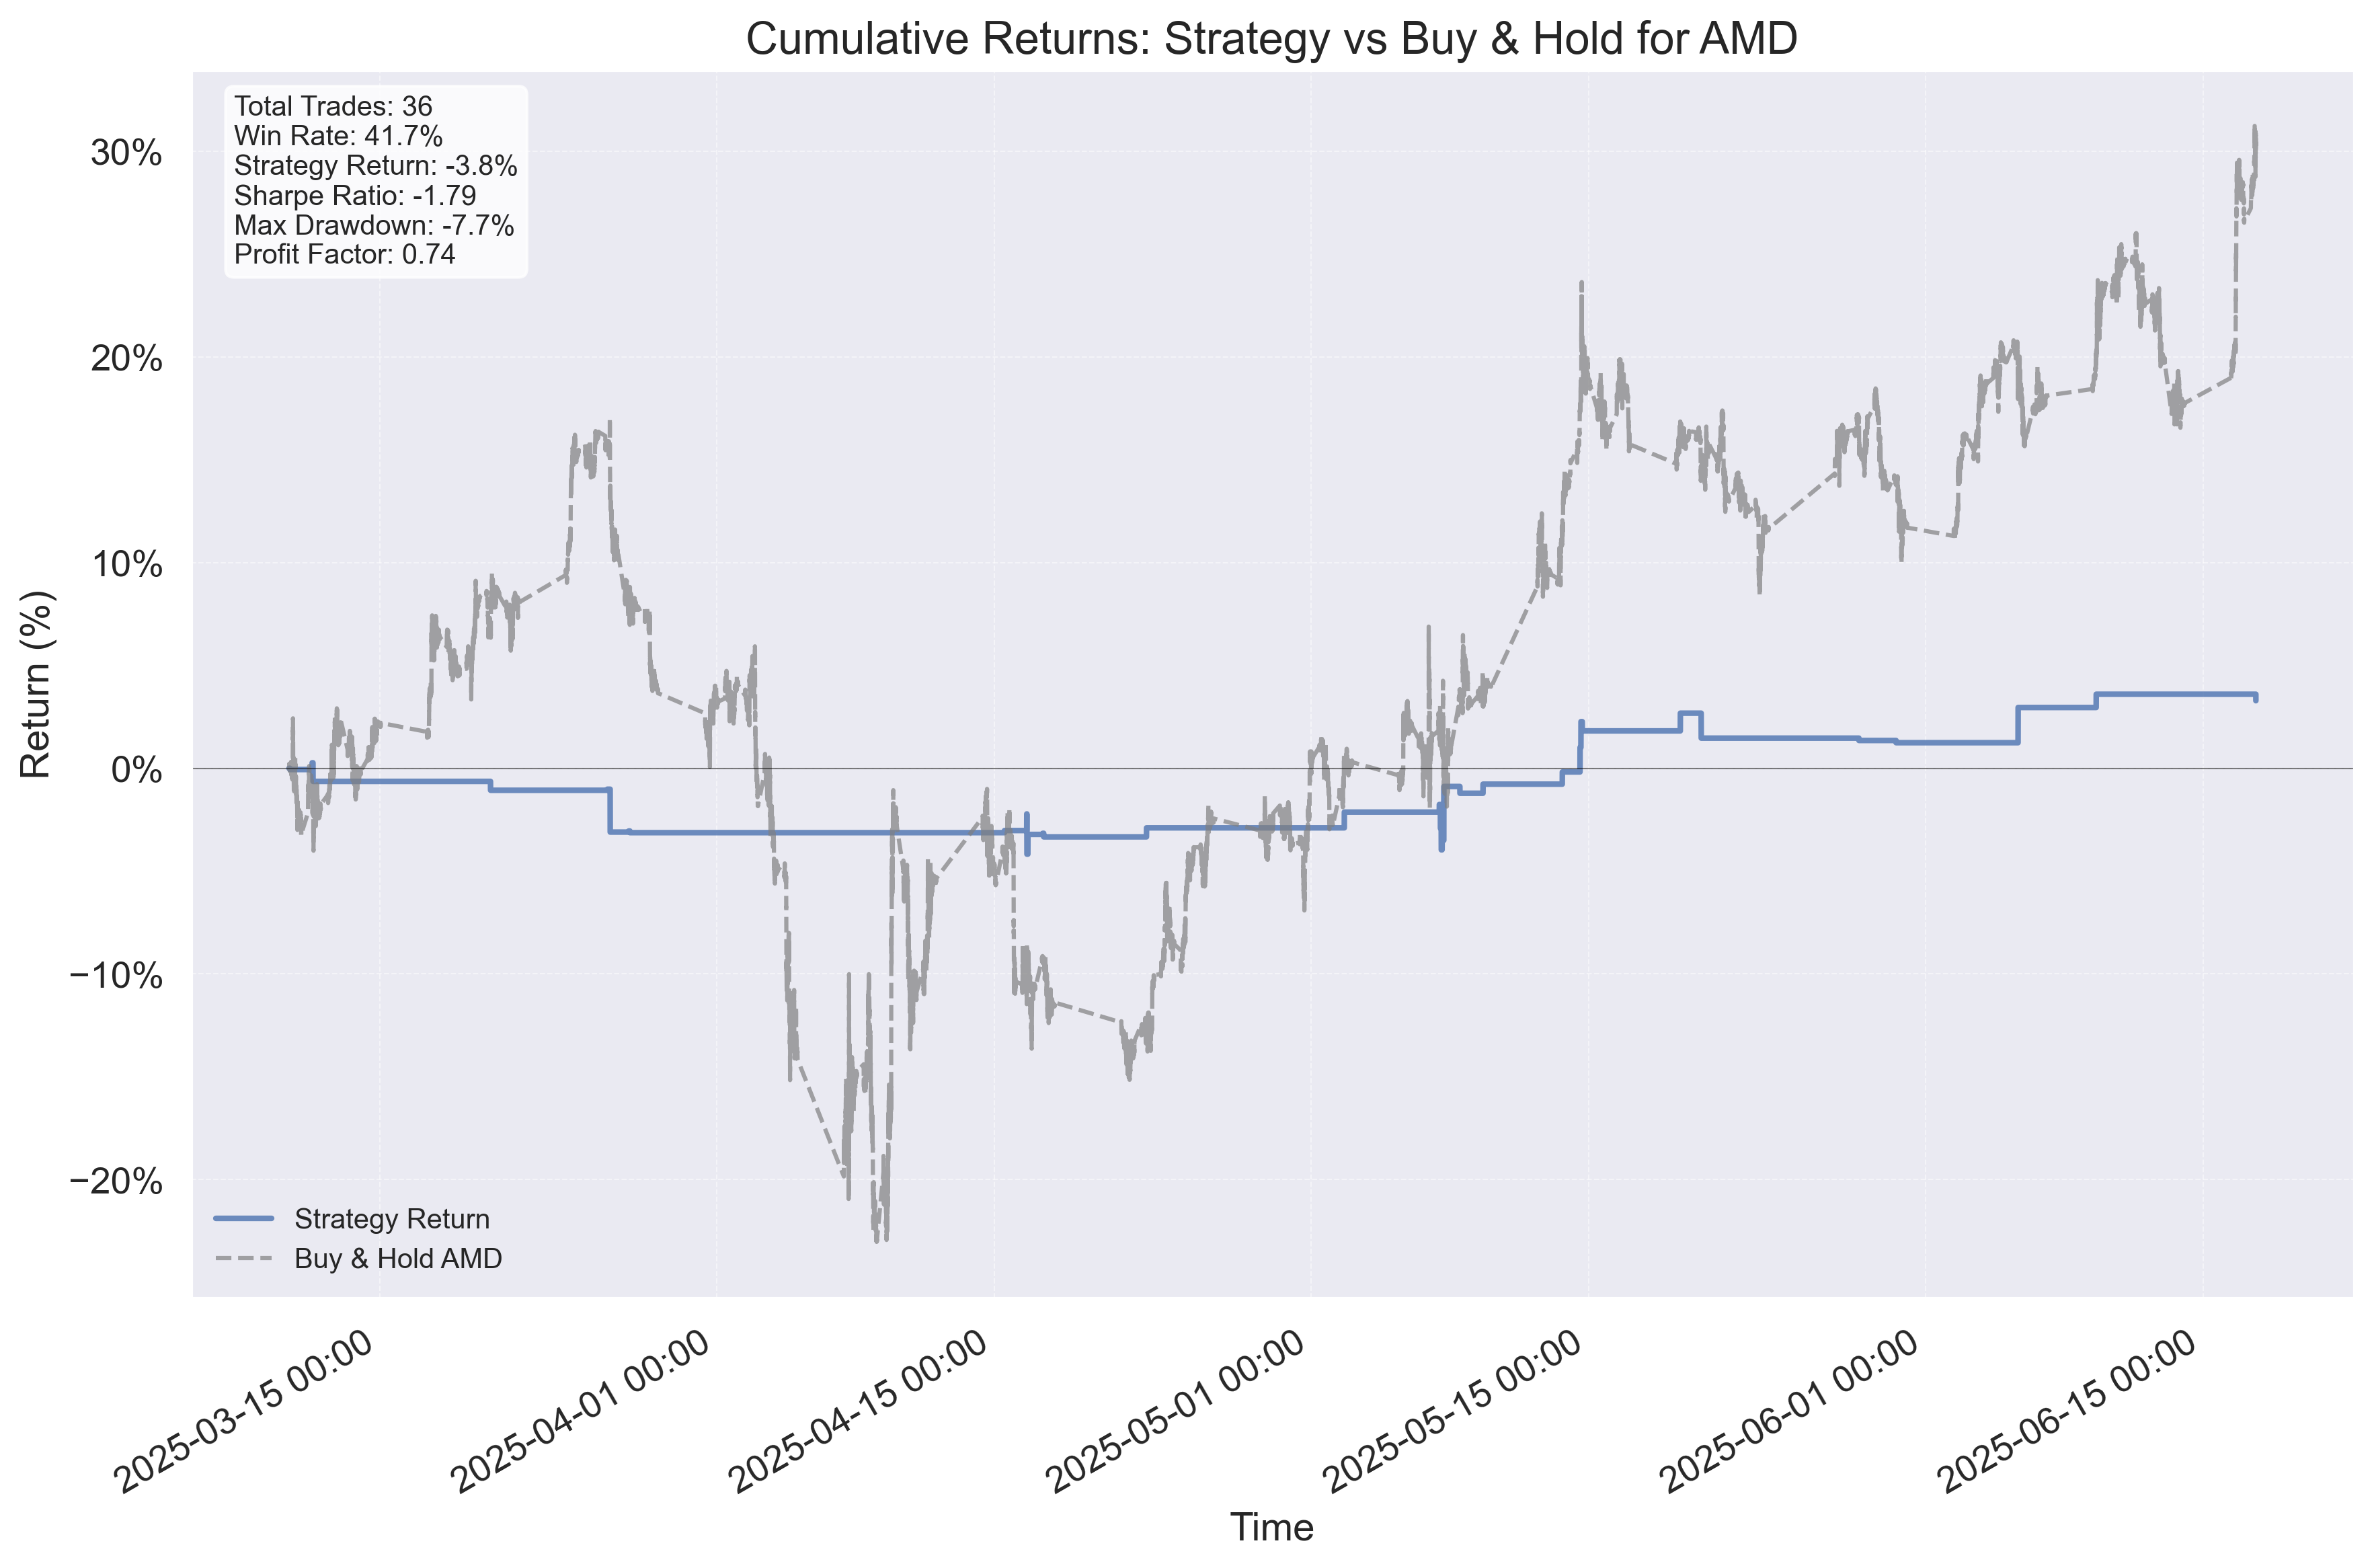 Cumulative Returns: Strategy vs Buy & Hold for AMD
Total Trades: 36
Win Rate: 41.7%
Strategy Return: -3.8%
Sharpe Ratio: -1.79
Max Drawdown: -7.7%
Profit Factor: 0.74
Return (%)
30%
20%
10%
0%
−10%
−20%
Strategy Return
Buy & Hold AMD
2025-03-15 00:00
2025-04-01 00:00
2025-04-15 00:00
2025-05-01 00:00
2025-05-15 00:00
2025-06-01 00:00
2025-06-15 00:00
Time